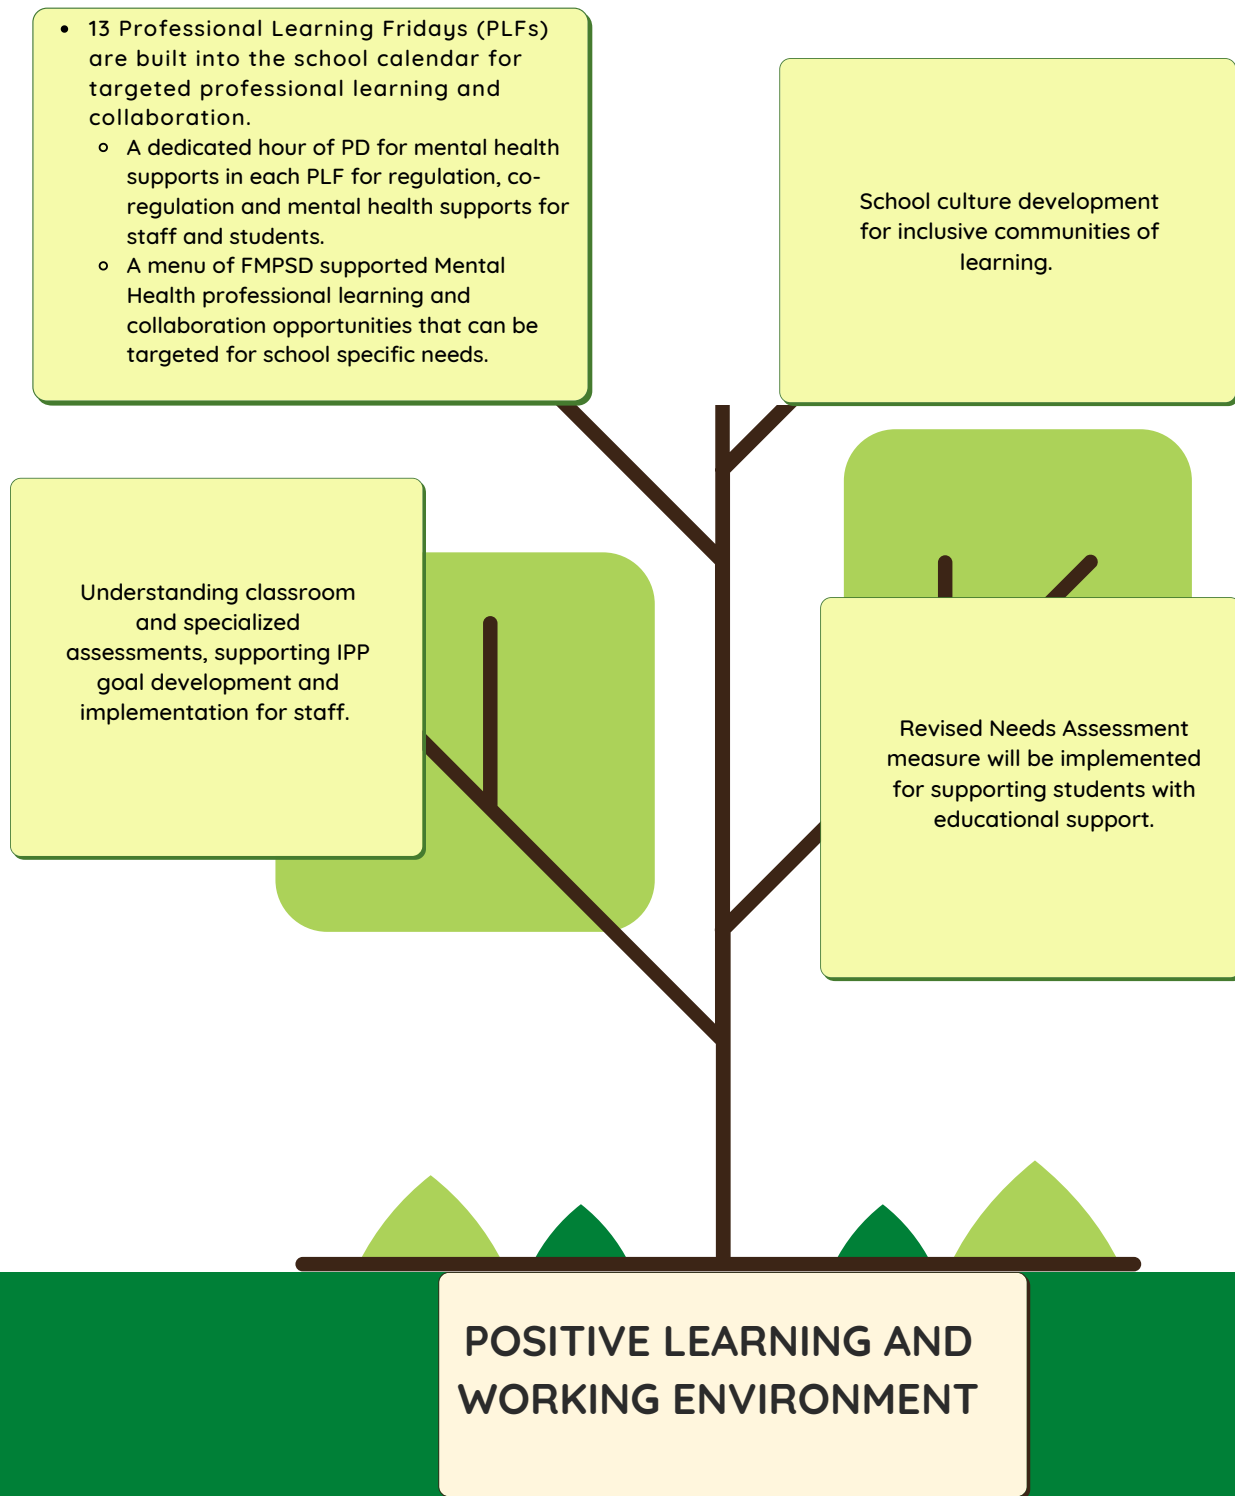 • 13 Professional Learning Fridays (PLFs)
are built into the school calendar for
targeted professional learning and
collaboration.
◦ A dedicated hour of PD for mental health
supports in each PLF for regulation, co-
regulation and mental health supports for
staff and students.
◦ A menu of FMPSD supported Mental
Health professional learning and
collaboration opportunities that can be
targeted for school specific needs.
School culture development
for inclusive communities of
learning.
Understanding classroom
and specialized
assessments, supporting IPP
goal development and
implementation for staff.
Revised Needs Assessment
measure will be implemented
for supporting students with
educational support.
POSITIVE LEARNING AND
WORKING ENVIRONMENT